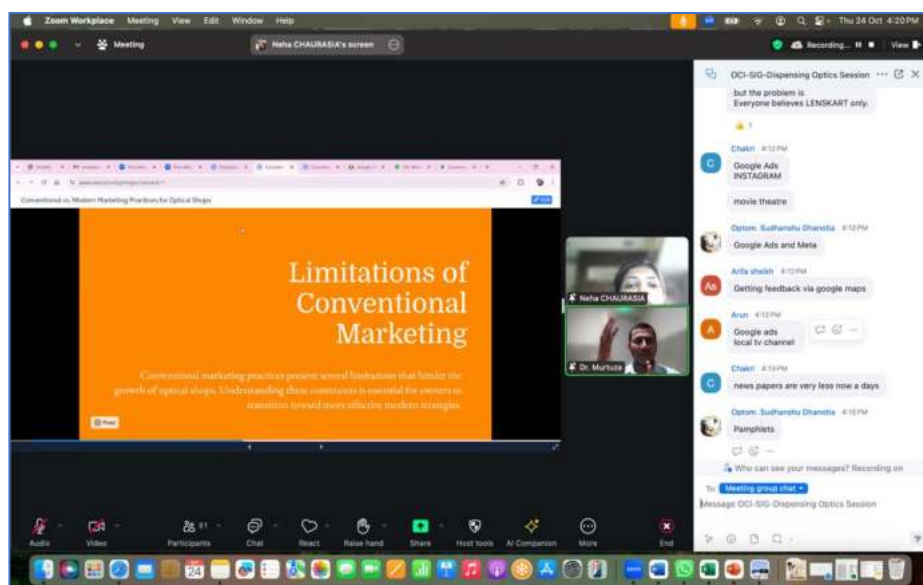 Zoom Workplace Meeting View Edit Window Help
Thu 24 Oct 4:20 PM
Meeting
Neha CHAURASIA's screen
Recording...
View
Conventional vs. Modern Marketing Practices for Optical Shops
Limitations of
Conventional
Marketing
Conventional marketing practices present several limitations that hinder the
growth of optical shops. Understanding these constraints is essential for owners to
transition toward more effective modern strategies.
Neha CHAURASIA
Dr. Murtuza
OCI-SIG-Dispensing Optics Session
but the problem is
Everyone believes LENSKART only.
1
Chakri 4:12 PM
C
Google Ads
INSTAGRAM
movie theatre
Optom. Sudhanshu Dhanotia 4:12 PM
Google Ads and Meta
Arifa sheikh 4:12 PM
As
Getting feedback via google maps
Arun 4:12 PM
A
Google ads
local tv channel
Chakri 4:13 PM
C
news papers are very less now a days
Optom. Sudhanshu Dhanotia 4:15 PM
Pamphlets
Who can see your messages? Recording on
To: Meeting group chat
Message OCI-SIG-Dispensing Optics Session
Audio
Video
Participants
Chat
React
Raise hand
Share
Host tools
AI Companion
More
End